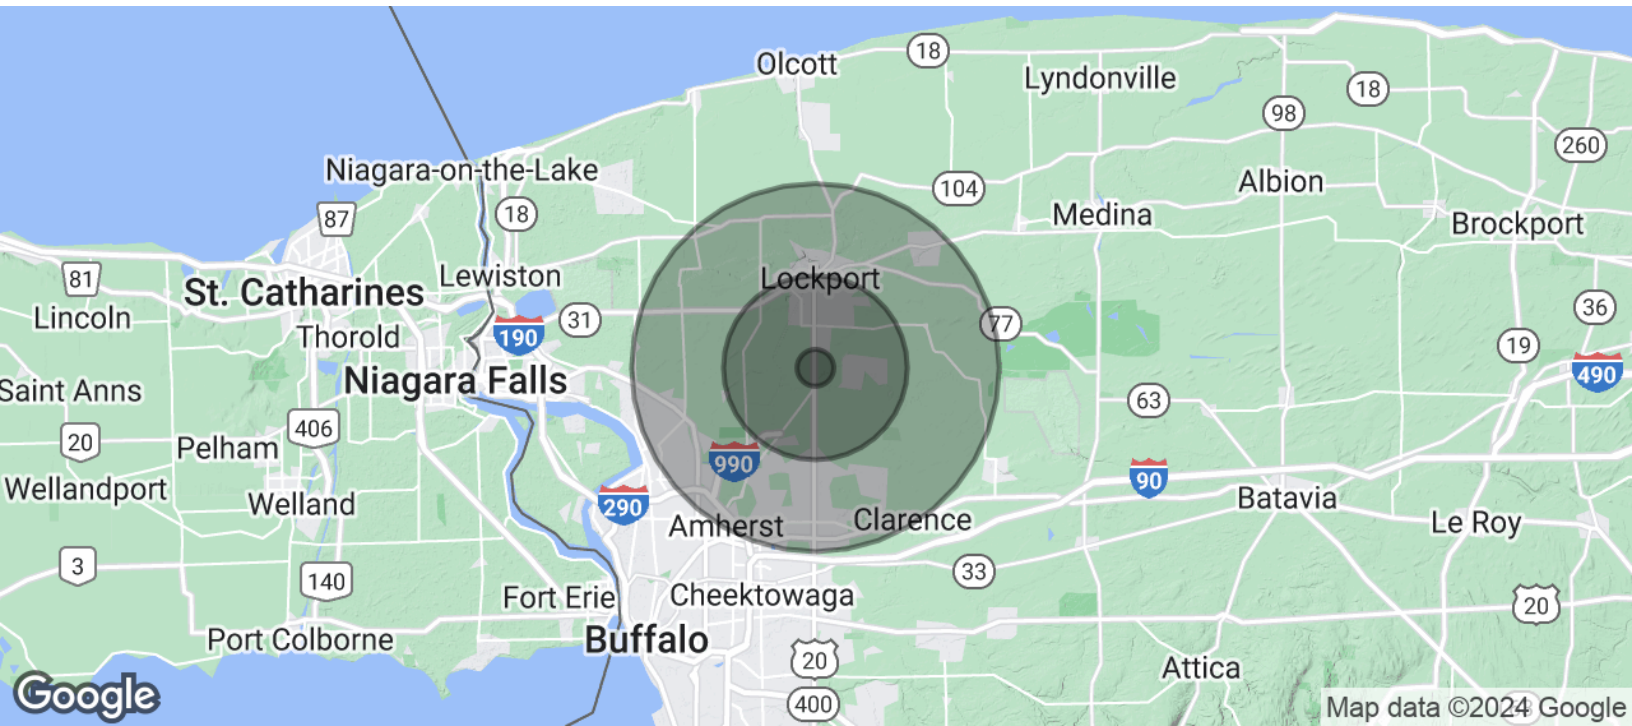 Olcott
18
Lyndonville
18
98
260
Niagara-on-the-Lake
104
Albion
87
18
Medina
Brockport
81
Lewiston
Lockport
St. Catharines
36
Lincoln
31
77
Thorold
190
19
Niagara Falls
490
Saint Anns
63
20
406
Pelham
990
90
Wellandport
Welland
290
Batavia
Amherst
Clarence
Le Roy
3
140
33
Fort Erie
Cheektowaga
20
Port Colborne
Buffalo
20
Attica
Google
400
Map data ©2024 Google